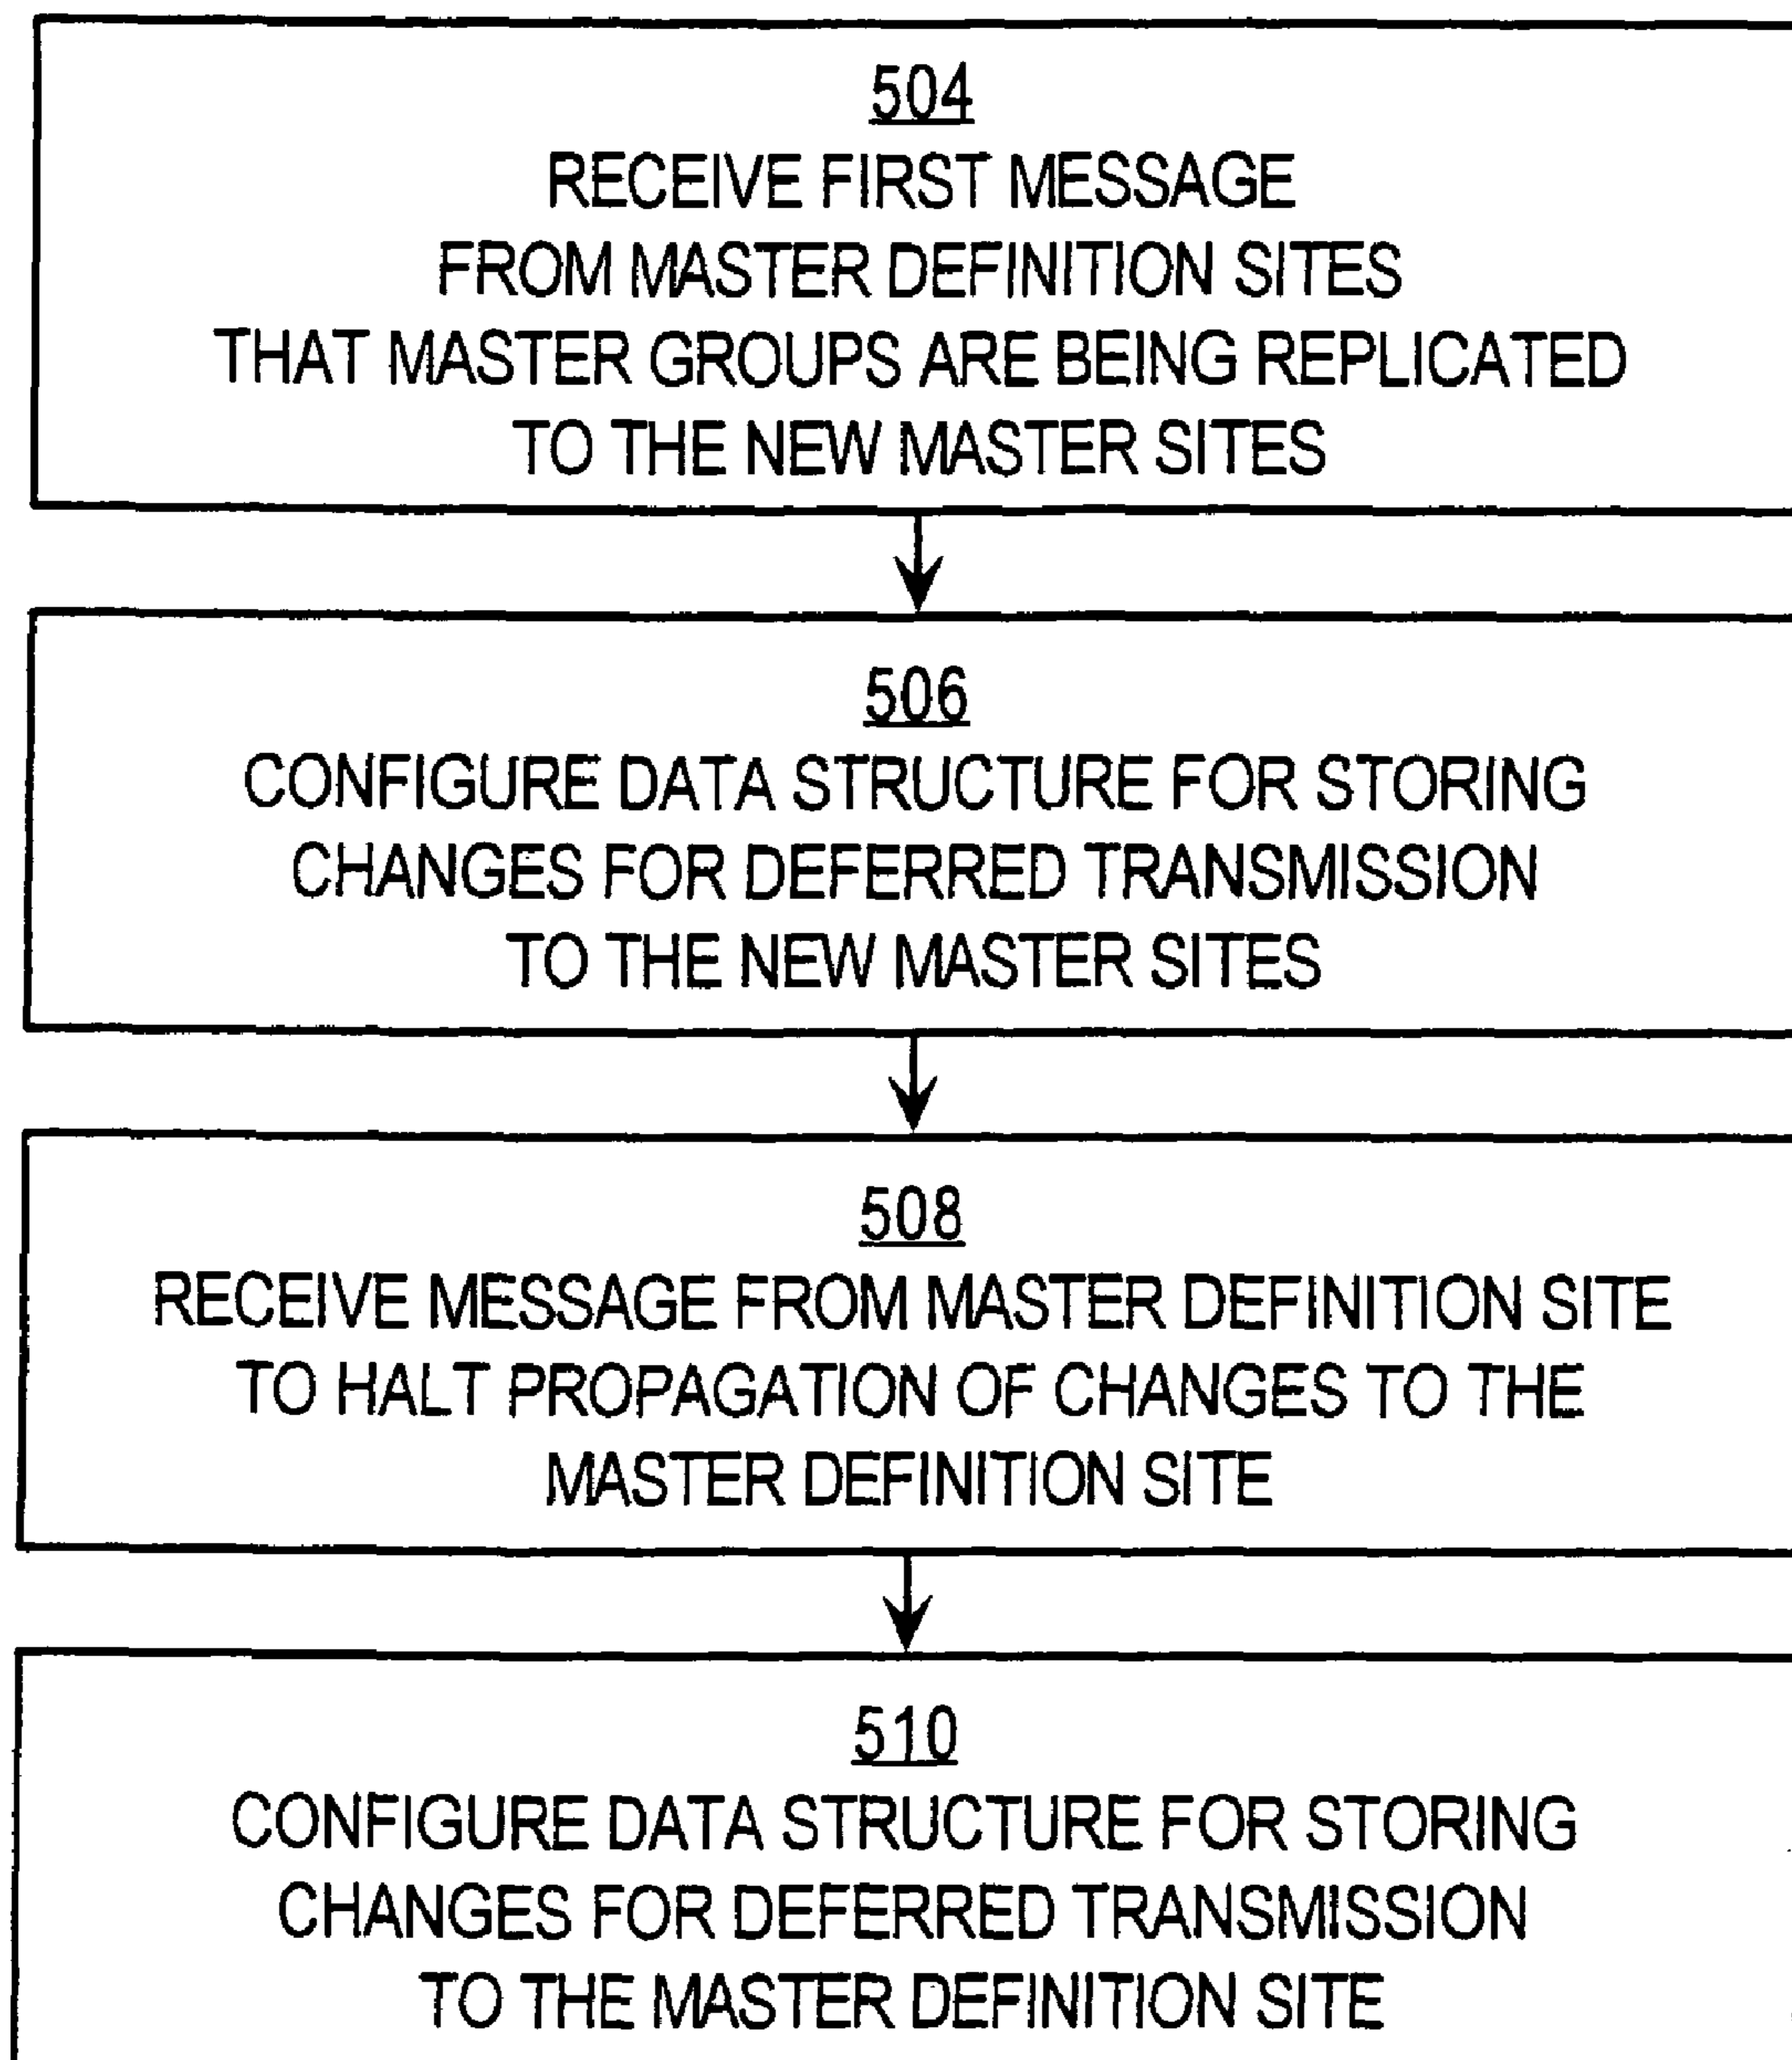 504
RECEIVE FIRST MESSAGE
FROM MASTER DEFINITION SITES
THAT MASTER GROUPS ARE BEING REPLICATED
TO THE NEW MASTER SITES
506
CONFIGURE DATA STRUCTURE FOR STORING
CHANGES FOR DEFERRED TRANSMISSION
TO THE NEW MASTER SITES
508
RECEIVE MESSAGE FROM MASTER DEFINITION SITE
TO HALT PROPAGATION OF CHANGES TO THE
MASTER DEFINITION SITE
510
CONFIGURE DATA STRUCTURE FOR STORING
CHANGES FOR DEFERRED TRANSMISSION
TO THE MASTER DEFINITION SITE